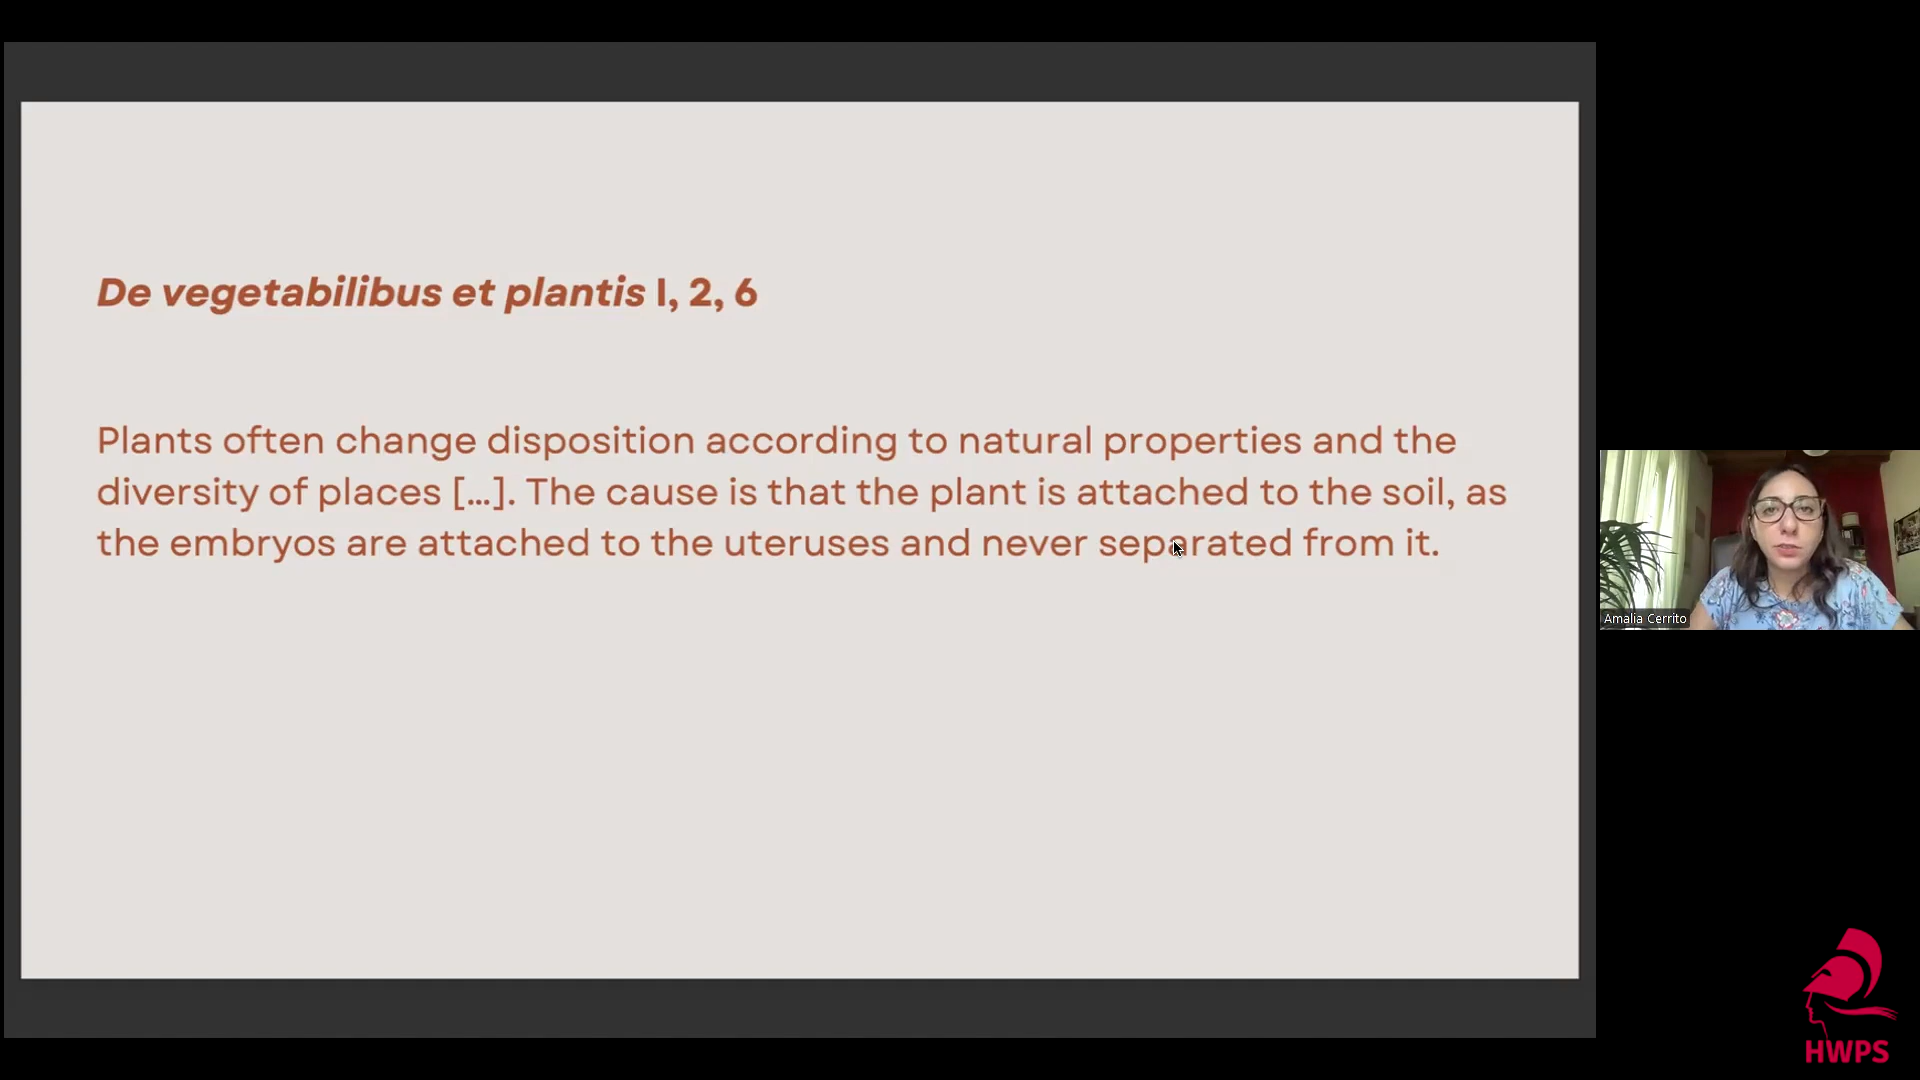 De vegetabilibus et plantis I, 2, 6
Plants often change disposition according to natural properties and the
diversity of places [...]. The cause is that the plant is attached to the soil, as
the embryos are attached to the uteruses and never separated from it.
Amalia Cerrito
HWPS